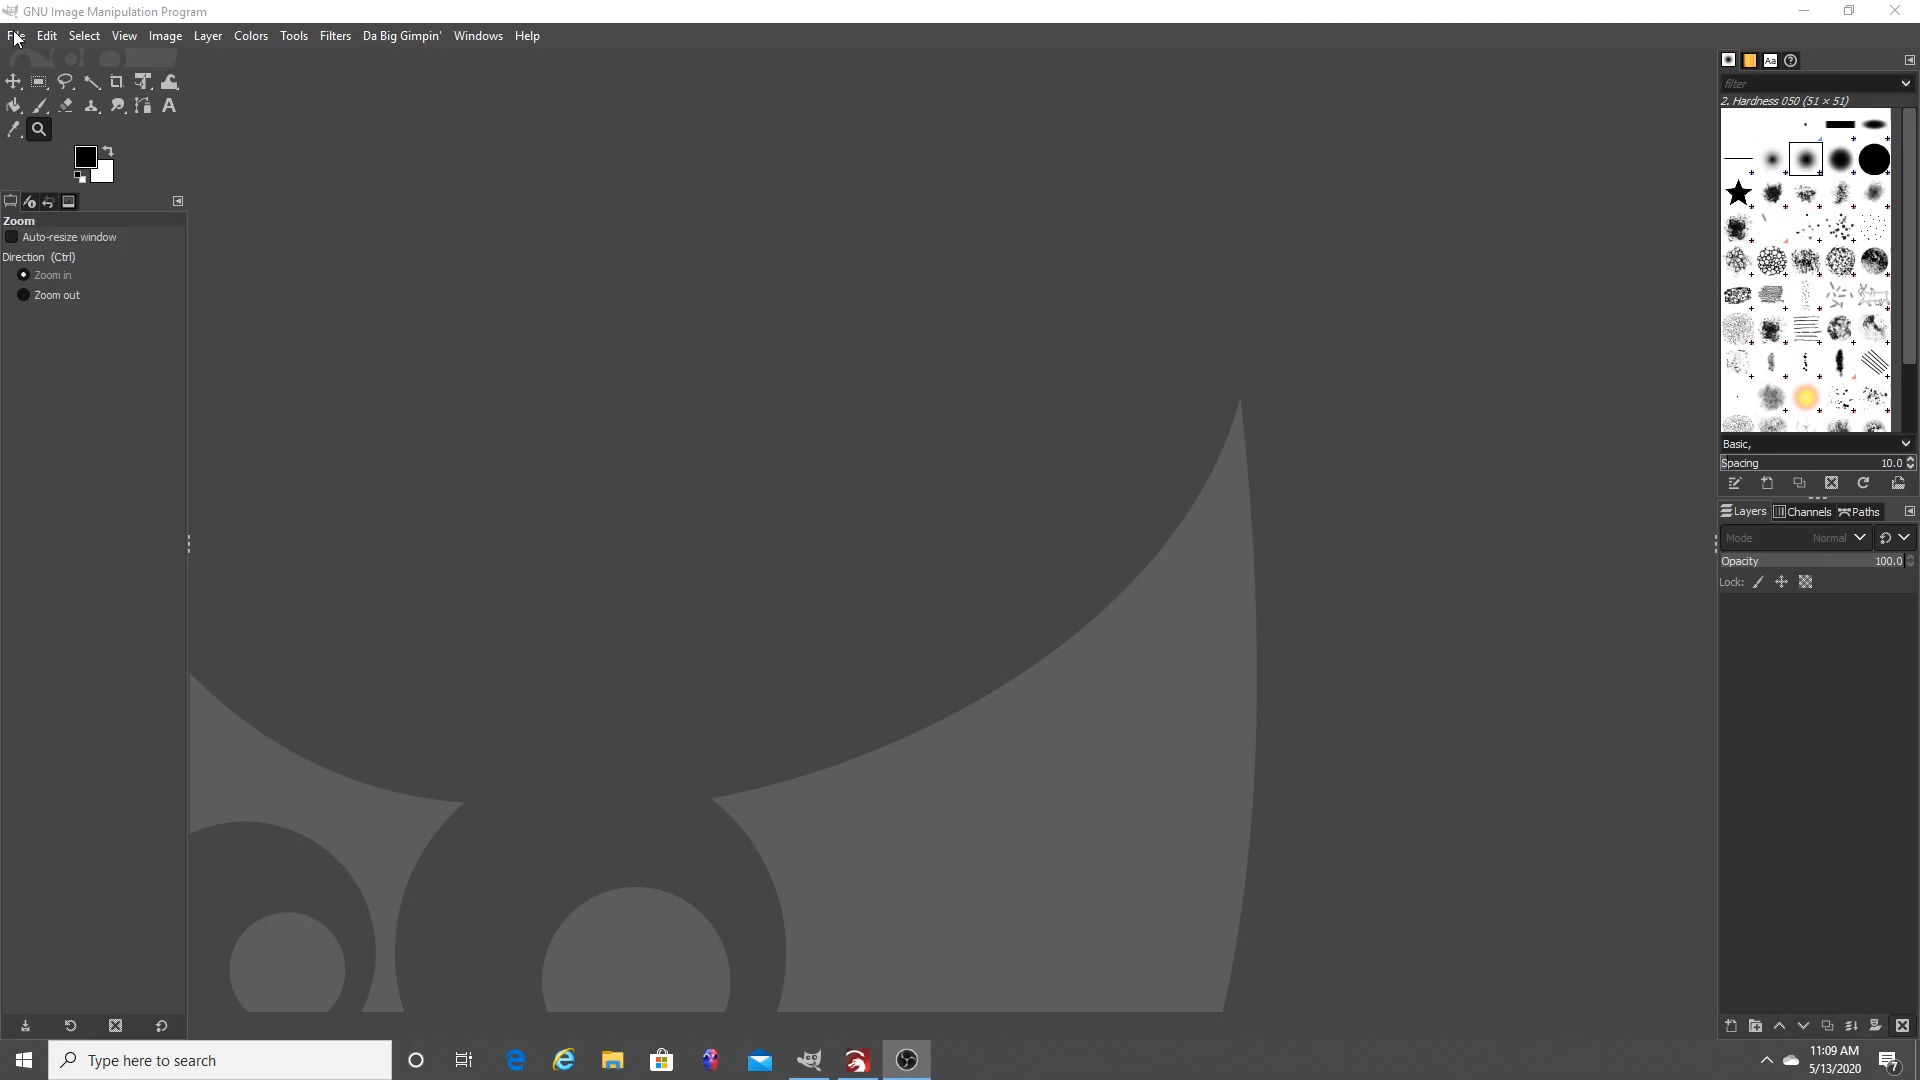 GNU Image Manipulation Program
File Edit Select View Image Layer Colors Tools Filters Da Big Gimpin' Windows Help
Aa
filter
2. Hardness 050 (51 × 51)
A
Zoom
Auto-resize window
Direction (Ctrl)
Zoom in
Zoom out
Basic,
Spacing 10.0
Layers Channels Paths
Mode Normal
Opacity 100.0
Lock:
Type here to search
11:09 AM
5/13/2020
7